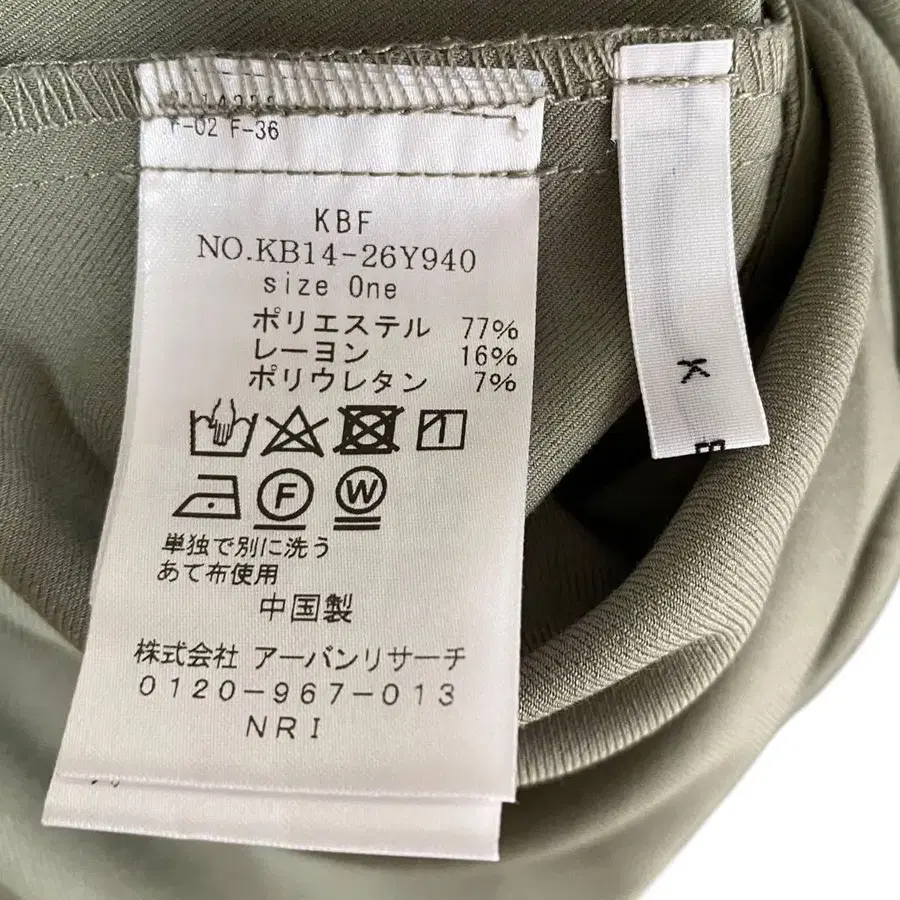 F-02 F-36
KBF
NO.KB14-26Y940
size One
ポリエステル 77%
レーヨン 16%
ポリウレタン 7%
F
W
単独で別に洗う
あて布使用
中国製
株式会社 アーバンリサーチ
0120-967-013
NRI
K
B